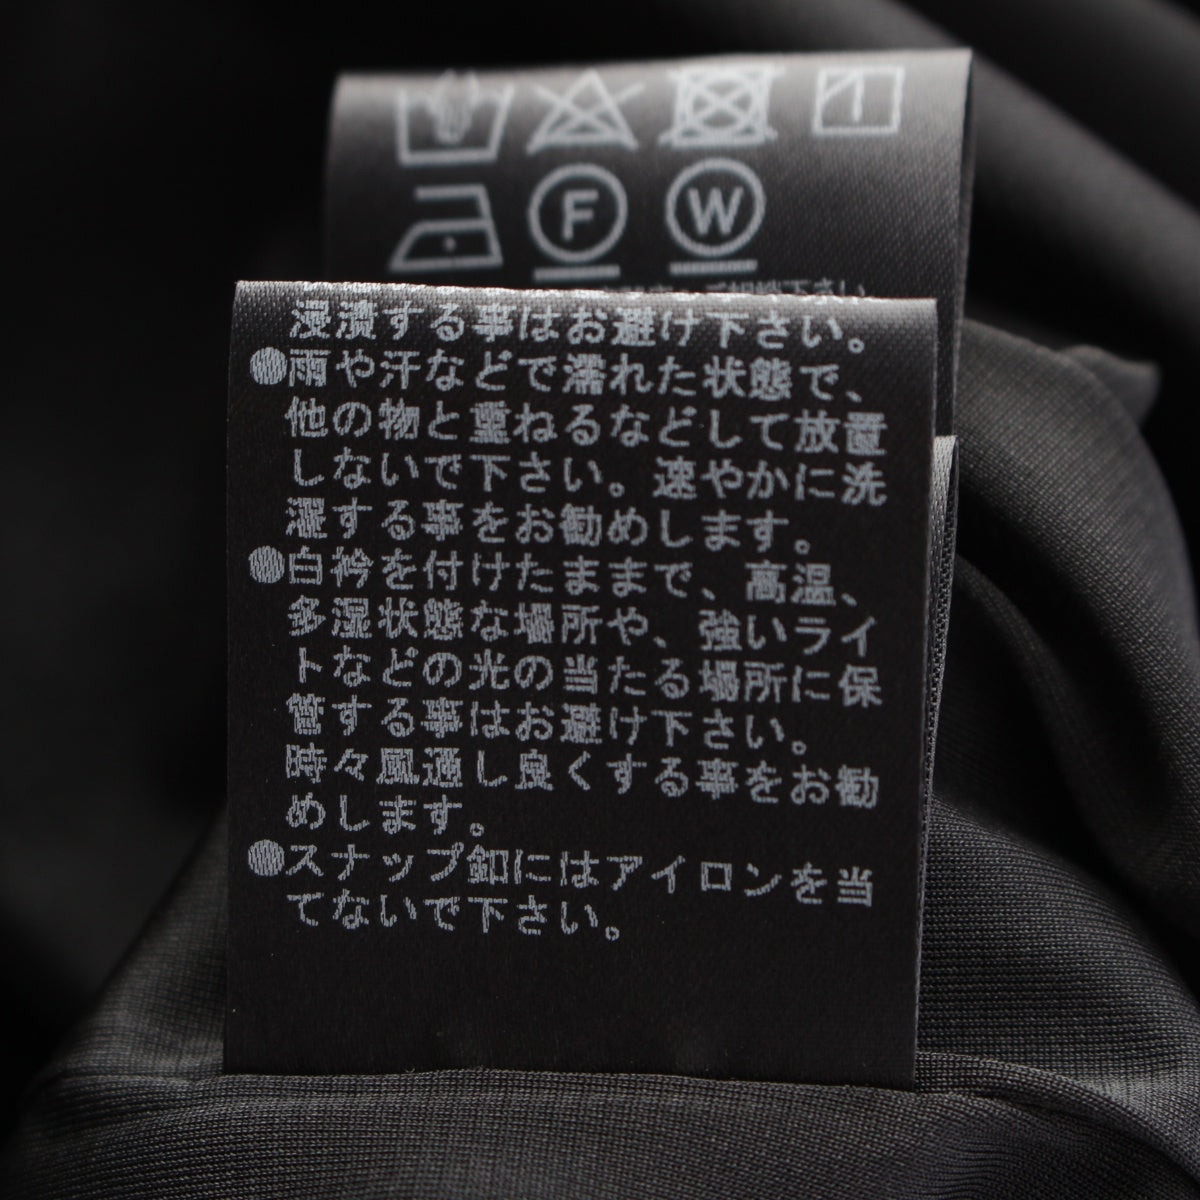 F W
浸漬する事はお避け下さい。
●雨や汗などで濡れた状態で、
他の物と重ねるなどして放置
しないで下さい。速やかに洗
濯する事をお勧めします。
●白衿を付けたままで、高温、
多湿状態な場所や、強いライ
トなどの光の当たる場所に保
管する事はお避け下さい。
時々風通し良くする事をお勧
めします。
●スナップ釦にはアイロンを当
てないで下さい。